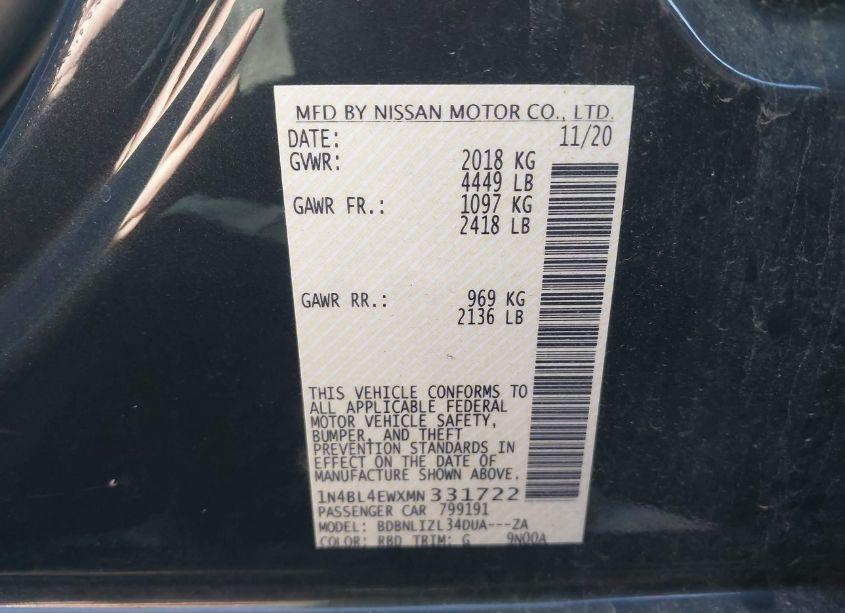 MFD BY NISSAN MOTOR CO., LTD.
DATE: 11/20
GVWR: 2018 KG
4449 LB
GAWR FR.: 1097 KG
2418 LB
GAWR RR.: 969 KG
2136 LB
THIS VEHICLE CONFORMS TO
ALL APPLICABLE FEDERAL
MOTOR VEHICLE SAFETY,
BUMPER, AND THEFT
PREVENTION STANDARDS IN
EFFECT ON THE DATE OF
MANUFACTURE SHOWN ABOVE.
1N4BL4EWXMN331722
PASSENGER CAR 799191
MODEL: BDBNLIZL34DUA---ZA
COLOR: RBD TRIM: G 9N00A